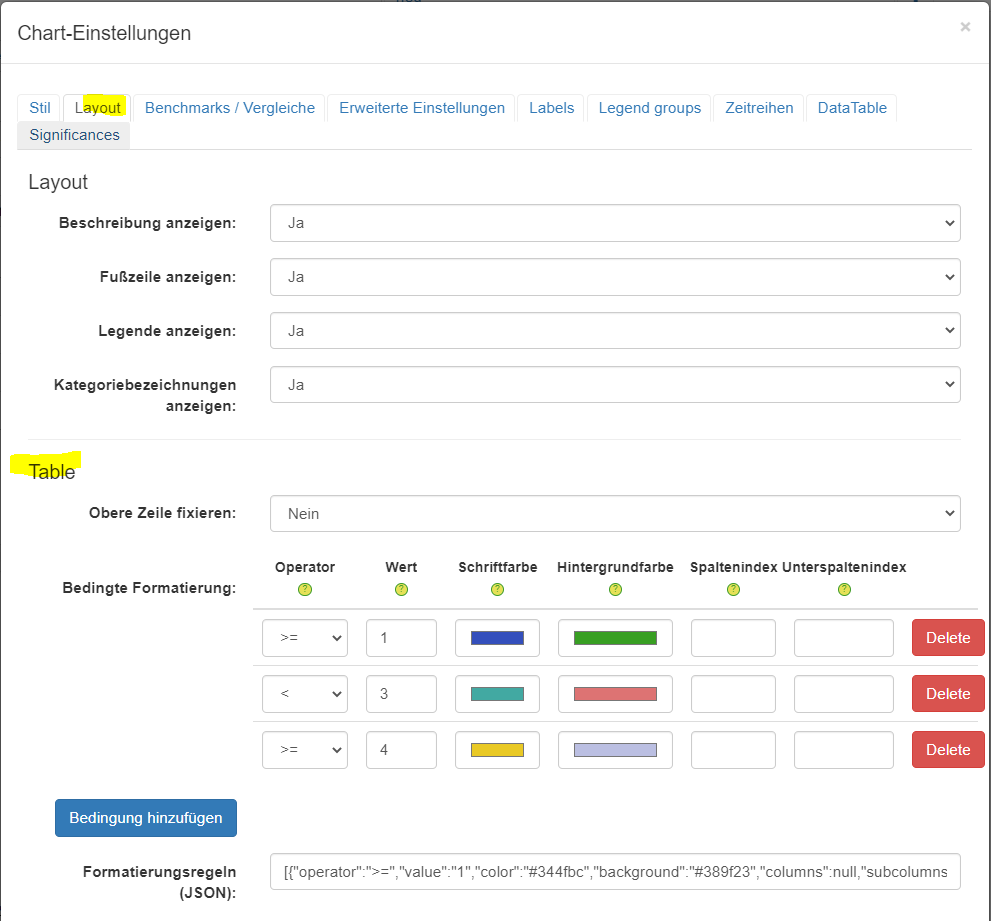 Chart-Einstellungen ×
Stil Layout Benchmarks / Vergleiche Erweiterte Einstellungen Labels Legend groups Zeitreihen DataTable
Significances
Layout
Beschreibung anzeigen: Ja
Fußzeile anzeigen: Ja
Legende anzeigen: Ja
Kategoriebezeichnungen anzeigen: Ja
Table
Obere Zeile fixieren: Nein
Operator Wert Schriftfarbe Hintergrundfarbe Spaltenindex Unterspaltenindex
Bedingte Formatierung: ? ? ? ? ? ?
>= 1 Delete
< 3 Delete
>= 4 Delete
Bedingung hinzufügen
Formatierungsregeln (JSON): [{"operator":">=","value":"1","color":"#344fbc","background":"#389f23","columns":null,"subcolumns